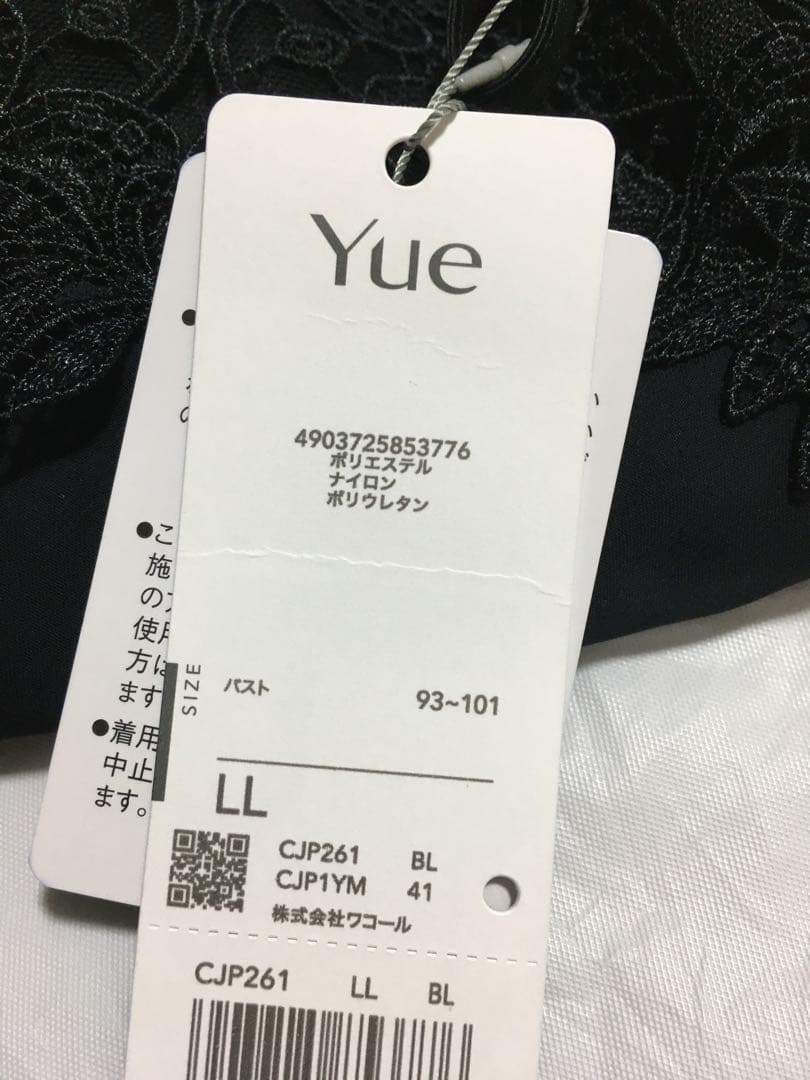 Yue
4903725853776
ポリエステル
ナイロン
ポリウレタン
SIZE
バスト 93~101
LL
CJP261 BL
CJP1YM 41
株式会社ワコール
CJP261 LL BL
の
●こ
施
の
使用
方は
ます
●着用
中止
ます。